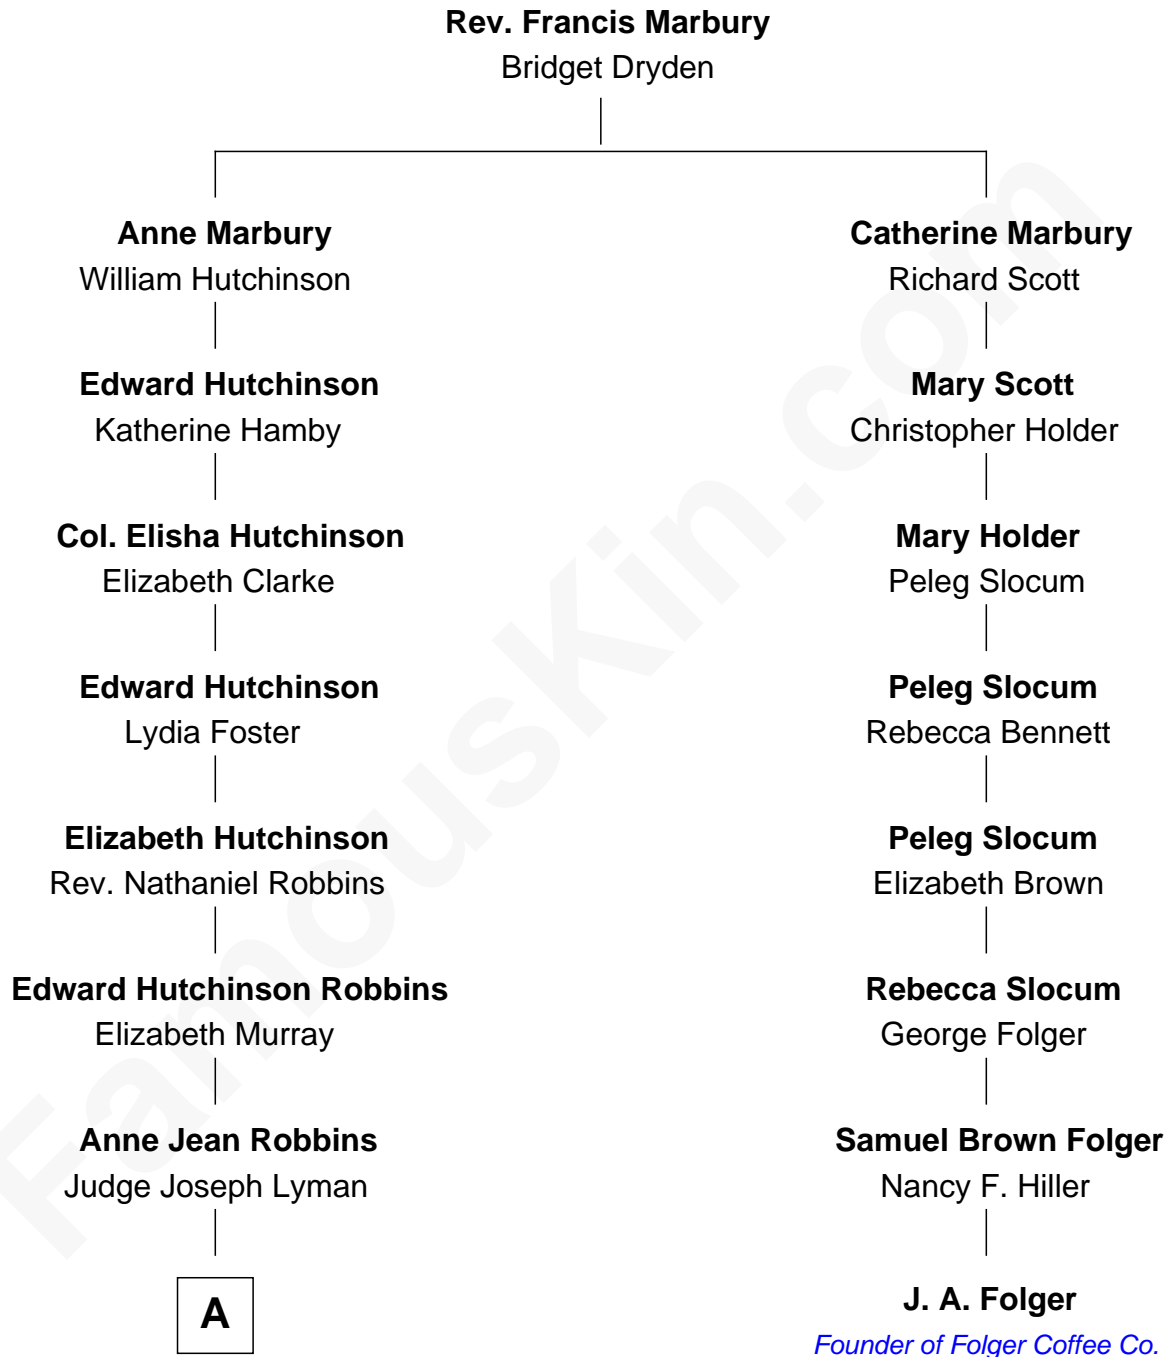 Rev. Francis Marbury
Bridget Dryden
Anne Marbury
William Hutchinson
Catherine Marbury
Richard Scott
Edward Hutchinson
Katherine Hamby
Mary Scott
Christopher Holder
Col. Elisha Hutchinson
Elizabeth Clarke
Mary Holder
Peleg Slocum
Edward Hutchinson
Lydia Foster
Peleg Slocum
Rebecca Bennett
Elizabeth Hutchinson
Rev. Nathaniel Robbins
Peleg Slocum
Elizabeth Brown
Edward Hutchinson Robbins
Elizabeth Murray
Rebecca Slocum
George Folger
Anne Jean Robbins
Judge Joseph Lyman
Samuel Brown Folger
Nancy F. Hiller
A
J. A. Folger
Founder of Folger Coffee Co.
FamousKin.com